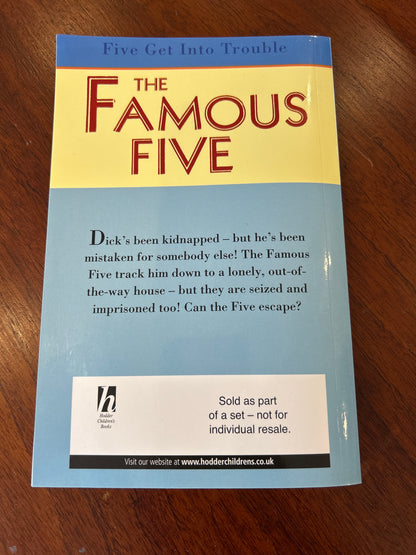 Five Get Into Trouble
THE
FAMOUS
FIVE
Dick's been kidnapped – but he's been
mistaken for somebody else! The Famous
Five track him down to a lonely, out-of-
the-way house – but they are seized and
imprisoned too! Can the Five escape?
h
Hodder
Children's
Books
Sold as part
of a set – not for
individual resale.
Visit our website at www.hodderchildrens.co.uk